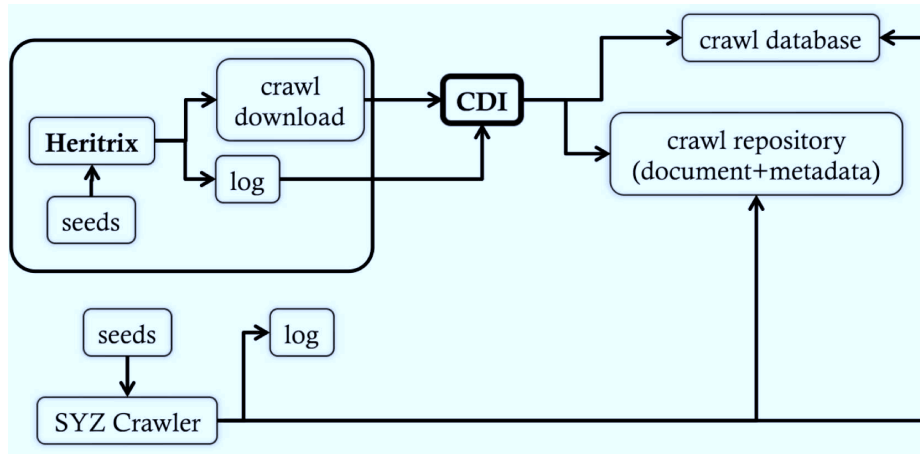 crawl database
crawl
download
CDI
Heritrix
crawl repository
(document+metadata)
log
seeds
seeds
log
SYZ Crawler